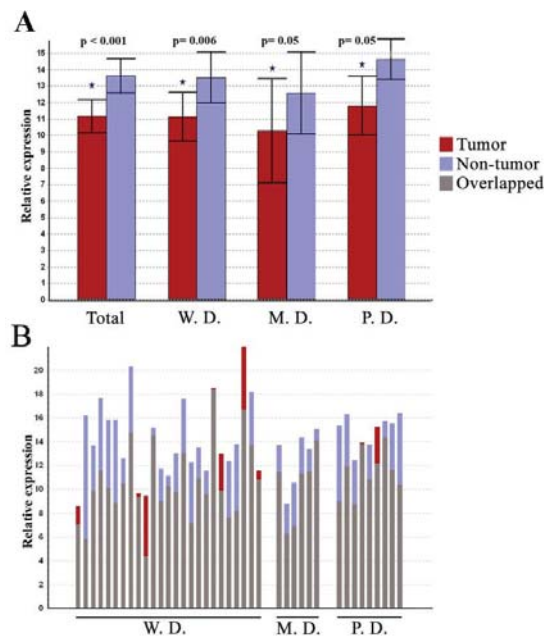 A
p < 0.001 p= 0.006 p= 0.05 p= 0.05
15
14
13
12
11
10
9
8
7
6
5
4
3
2
1
0
Relative expression
Total W. D. M. D. P. D.
Tumor
Non-tumor
Overlapped
B
20
18
16
14
12
10
8
6
4
2
0
Relative expression
W. D. M. D. P. D.